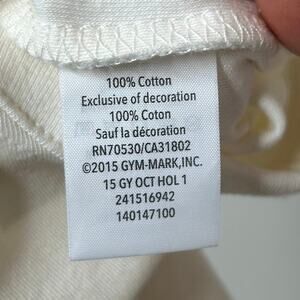 100% Cotton
Exclusive of decoration
100% Coton
Sauf la décoration
RN70530/CA31802
©2015 GYM-MARK,INC.
15 GY OCT HOL 1
241516942
140147100